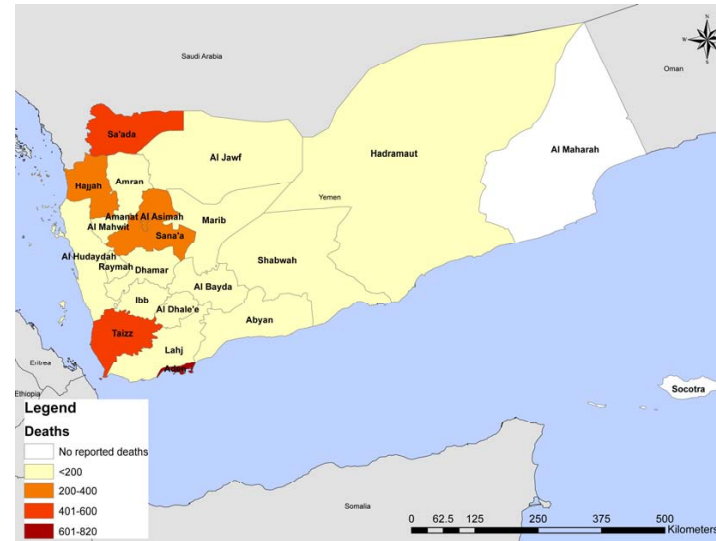 N
W
E
S
Saudi Arabia
Oman
Sa'ada
Al Jawf
Hadramaut
Al Maharah
Hajjah
Amran
Yemen
Amanat Al Asimah
Marib
Al Mahwit
Sana'a
Al Hudaydah
Raymah
Dhamar
Shabwah
Al Bayda
Ibb
Al Dhale'e
Abyan
Taizz
Lahj
Aden
Eritrea
Ethiopia
Socotra
Somalia
Legend
Deaths
No reported deaths
<200
200-400
401-600
601-820
0 62.5 125 250 375 500
Kilometers